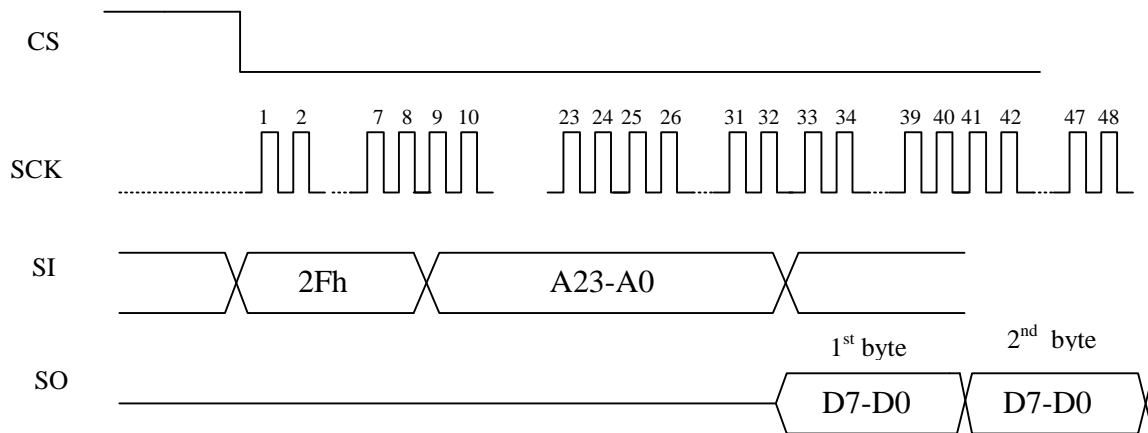 CS
1 2 7 8 9 10 23 24 25 26 31 32 33 34 39 40 41 42 47 48
SCK
SI 2Fh A23-A0
1st byte 2nd byte
SO D7-D0 D7-D0